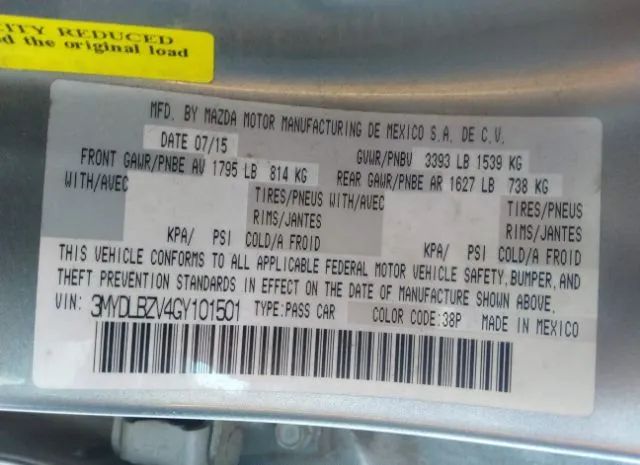 CITY REDUCED
d the original load
MFD. BY MAZDA MOTOR MANUFACTURING DE MEXICO S.A. DE C.V.
DATE 07/15 GVWR/PNBV 3393 LB 1539 KG
FRONT GAWR/PNBE AV 1795 LB 814 KG REAR GAWR/PNBE AR 1627 LB 738 KG
WITH/AVEC TIRES/PNEUS WITH/AVEC TIRES/PNEUS
RIMS/JANTES RIMS/JANTES
KPA/ PSI COLD/A FROID KPA/ PSI COLD/A FROID
THIS VEHICLE CONFORMS TO ALL APPLICABLE FEDERAL MOTOR VEHICLE SAFETY, BUMPER, AND
THEFT PREVENTION STANDARDS IN EFFECT ON THE DATE OF MANUFACTURE SHOWN ABOVE.
VIN: 3MYDLBZV4GY101501 TYPE:PASS CAR COLOR CODE:38P MADE IN MEXICO